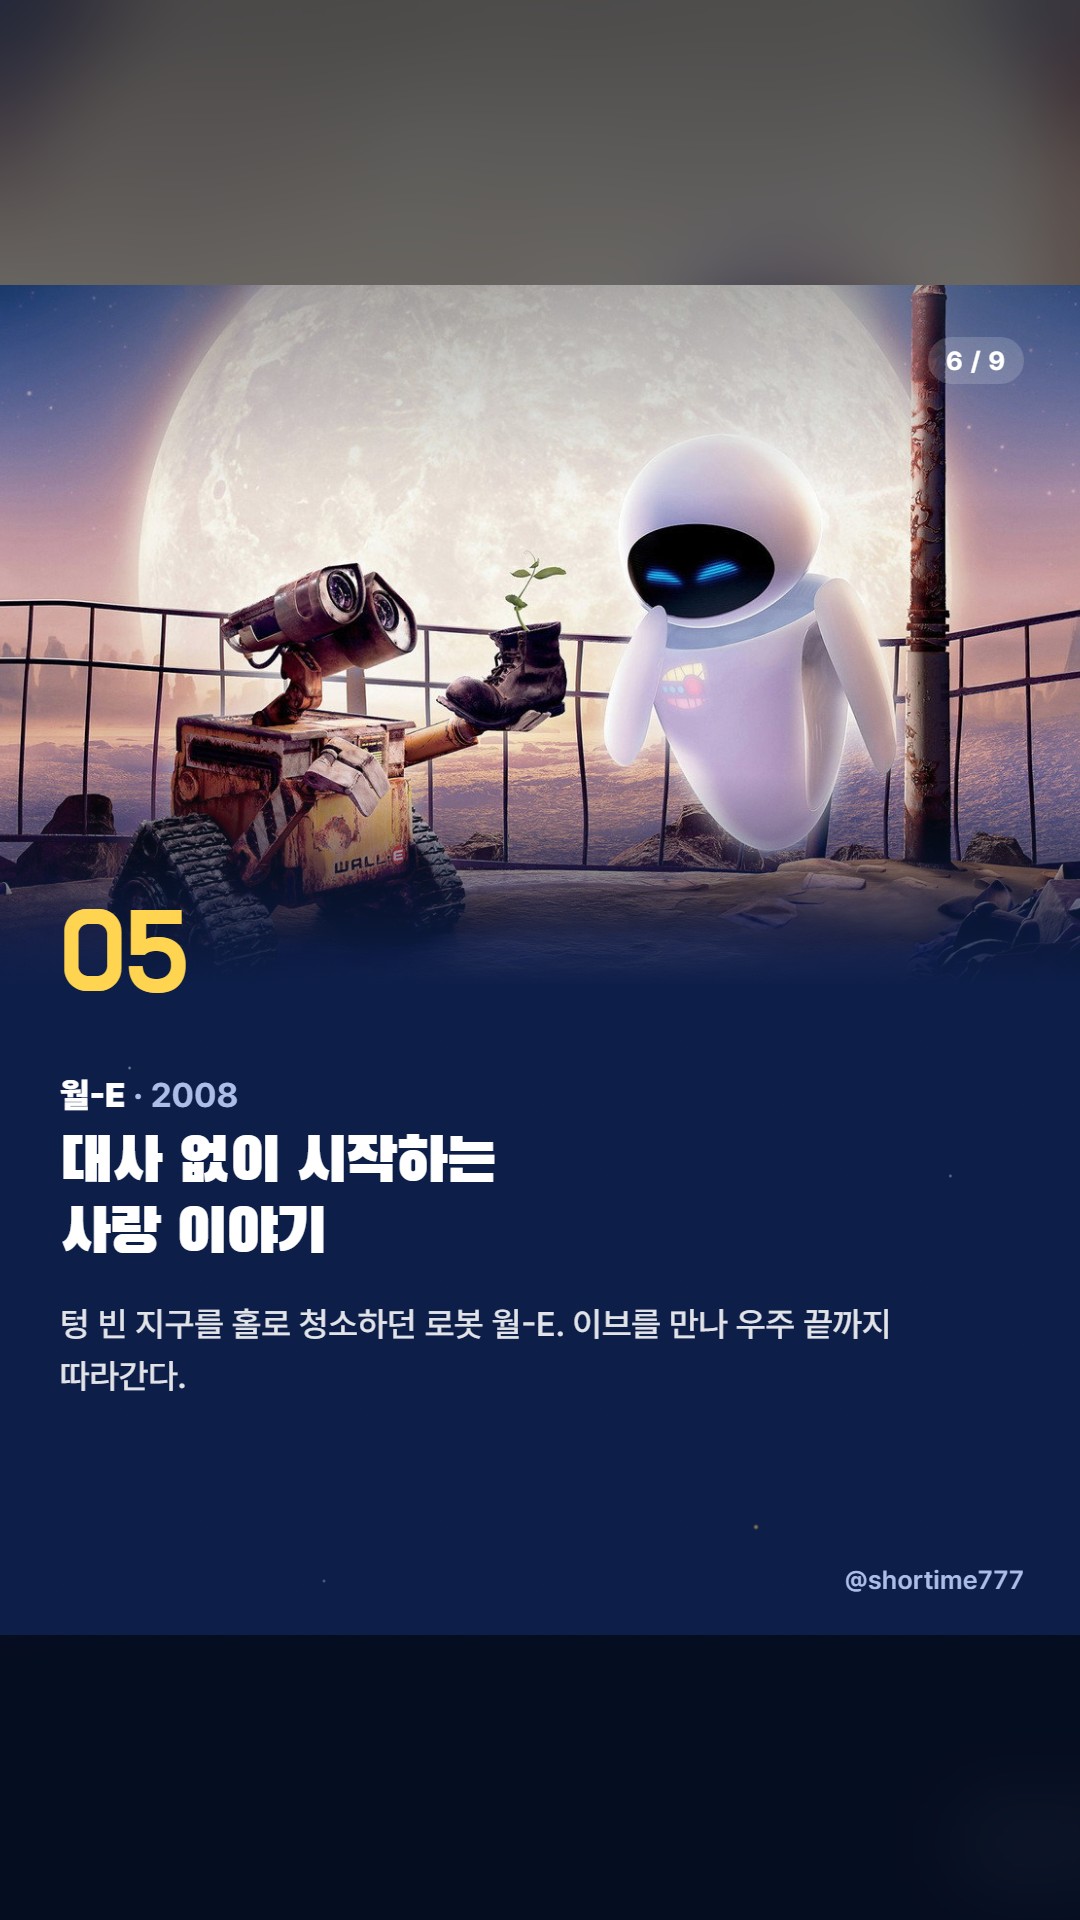 6 / 9
WALL·E
05
월-E · 2008
대사 없이 시작하는
사랑 이야기
텅 빈 지구를 홀로 청소하던 로봇 월-E. 이브를 만나 우주 끝까지
따라간다.
@shortime777